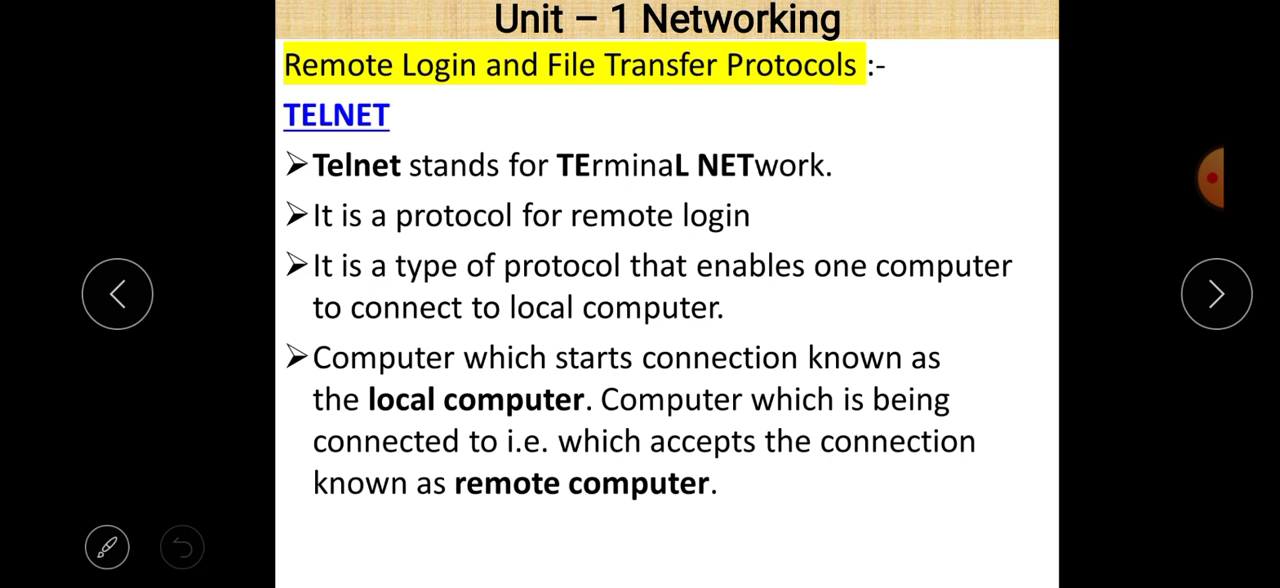 Unit – 1 Networking
Remote Login and File Transfer Protocols :-
TELNET
➢Telnet stands for TErminaL NETwork.
➢It is a protocol for remote login
➢It is a type of protocol that enables one computer
to connect to local computer.
➢Computer which starts connection known as
the local computer. Computer which is being
connected to i.e. which accepts the connection
known as remote computer.